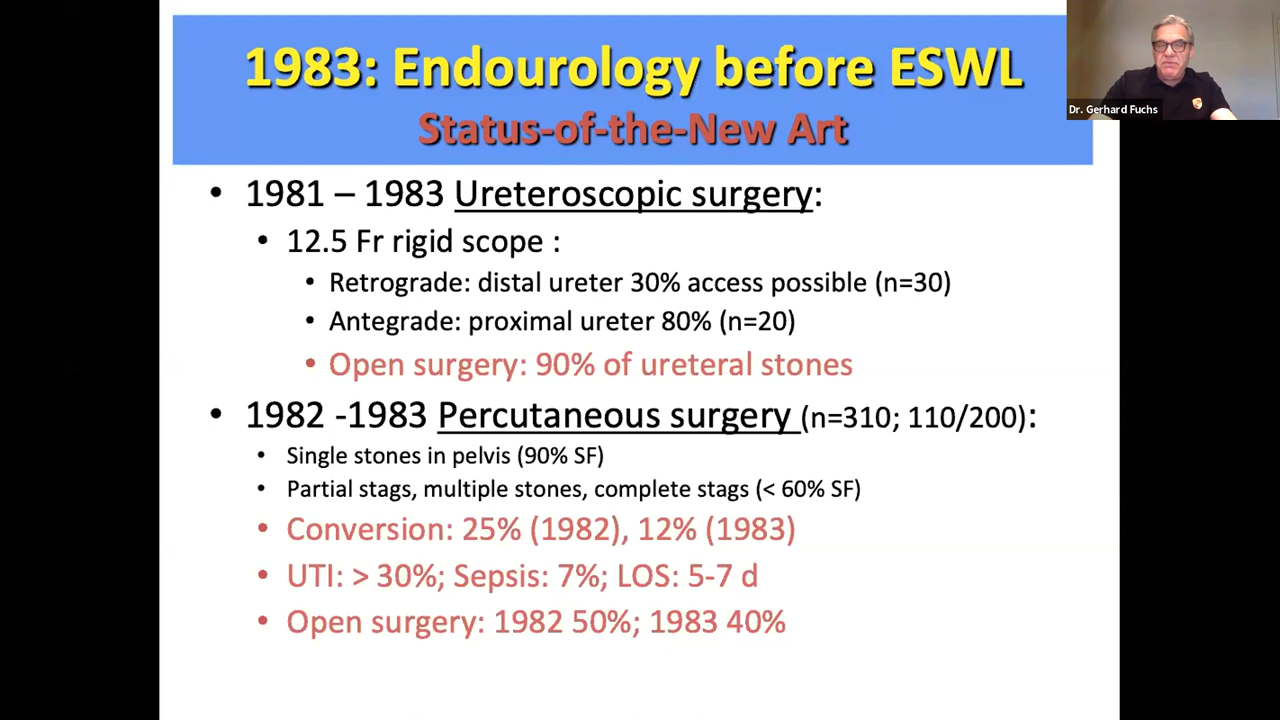 1983: Endourology before ESWL
Status-of-the-New Art
Dr. Gerhard Fuchs
• 1981 – 1983 Ureteroscopic surgery:
• 12.5 Fr rigid scope :
• Retrograde: distal ureter 30% access possible (n=30)
• Antegrade: proximal ureter 80% (n=20)
• Open surgery: 90% of ureteral stones
• 1982 -1983 Percutaneous surgery (n=310; 110/200):
• Single stones in pelvis (90% SF)
• Partial stags, multiple stones, complete stags (< 60% SF)
• Conversion: 25% (1982), 12% (1983)
• UTI: > 30%; Sepsis: 7%; LOS: 5-7 d
• Open surgery: 1982 50%; 1983 40%